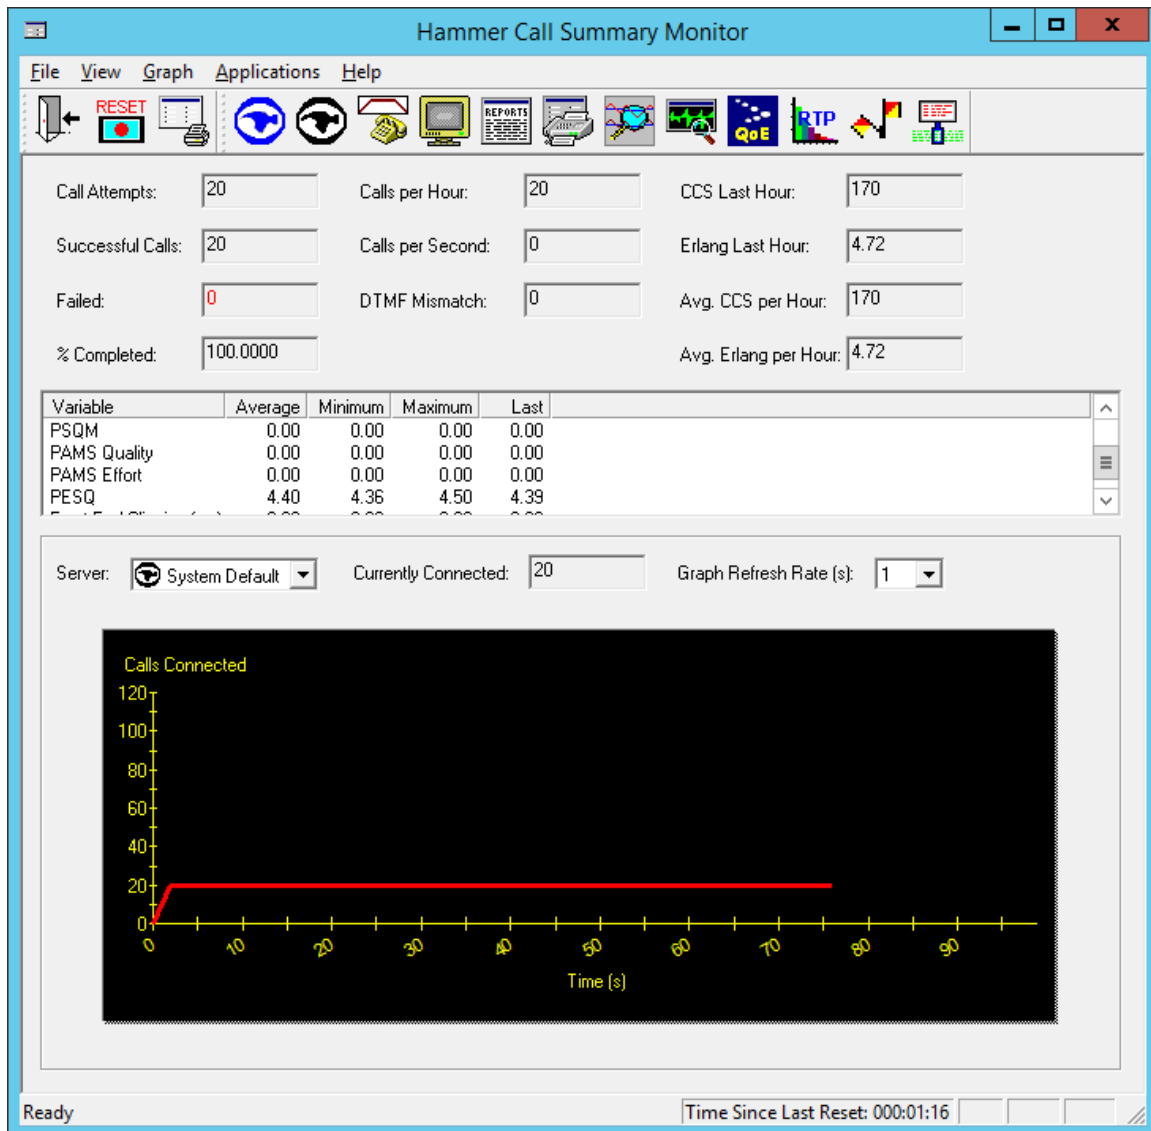 Hammer Call Summary Monitor
File View Graph Applications Help
RESET REPORTS QoE RTP
Call Attempts: 20 Calls per Hour: 20 CCS Last Hour: 170
Successful Calls: 20 Calls per Second: 0 Erlang Last Hour: 4.72
Failed: 0 DTMF Mismatch: 0 Avg. CCS per Hour: 170
% Completed: 100.0000 Avg. Erlang per Hour: 4.72
Variable Average Minimum Maximum Last
PSQM 0.00 0.00 0.00 0.00
PAMS Quality 0.00 0.00 0.00 0.00
PAMS Effort 0.00 0.00 0.00 0.00
PESQ 4.40 4.36 4.50 4.39
Server: System Default Currently Connected: 20 Graph Refresh Rate (s): 1
Calls Connected
120
100
80
60
40
20
0
0 10 20 30 40 50 60 70 80 90
Time (s)
Ready Time Since Last Reset: 000:01:16